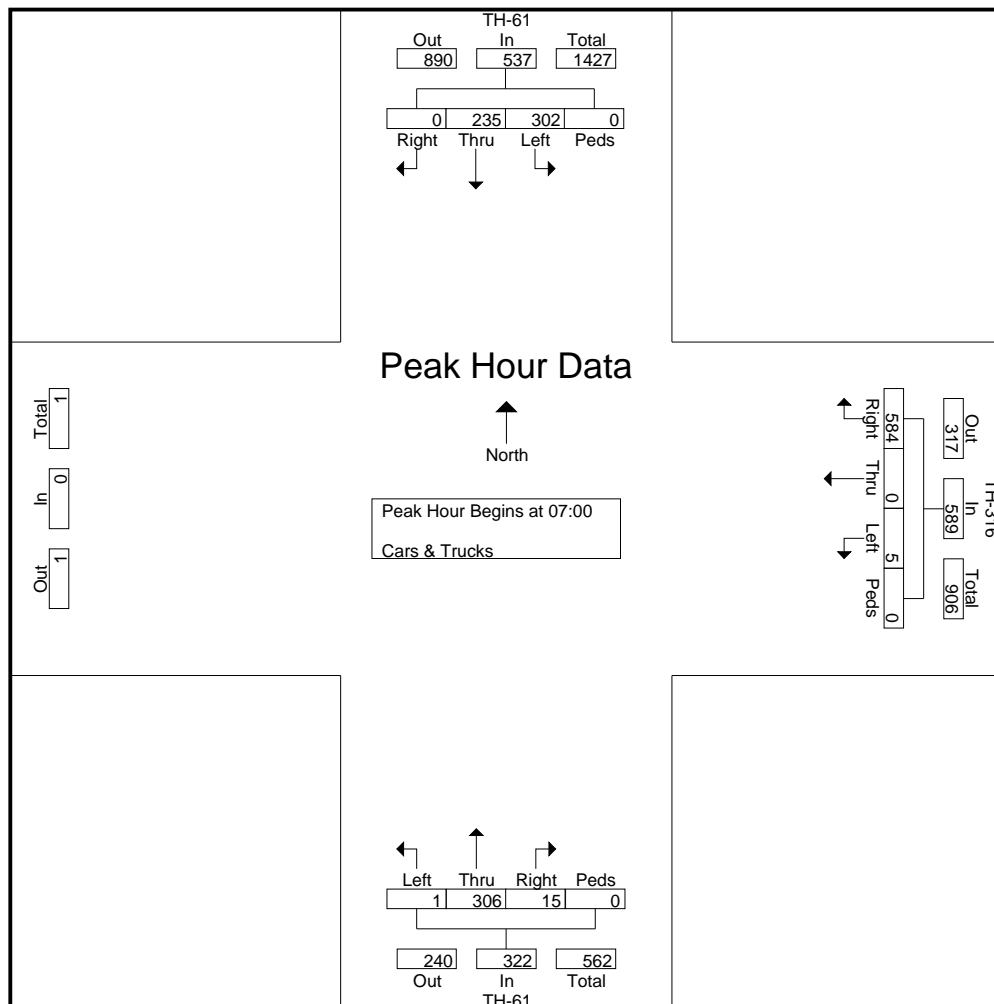 TH-61
Out In Total
890 537 1427
0 235 302 0
Right Thru Left Peds
Peak Hour Data
North
Peak Hour Begins at 07:00
Cars & Trucks
Total In Out
1 0 1
TH-316
Out In Total
317 589 906
584 0 5 0
Right Thru Left Peds
Left Thru Right Peds
1 306 15 0
240 322 562
Out In Total
TH-61